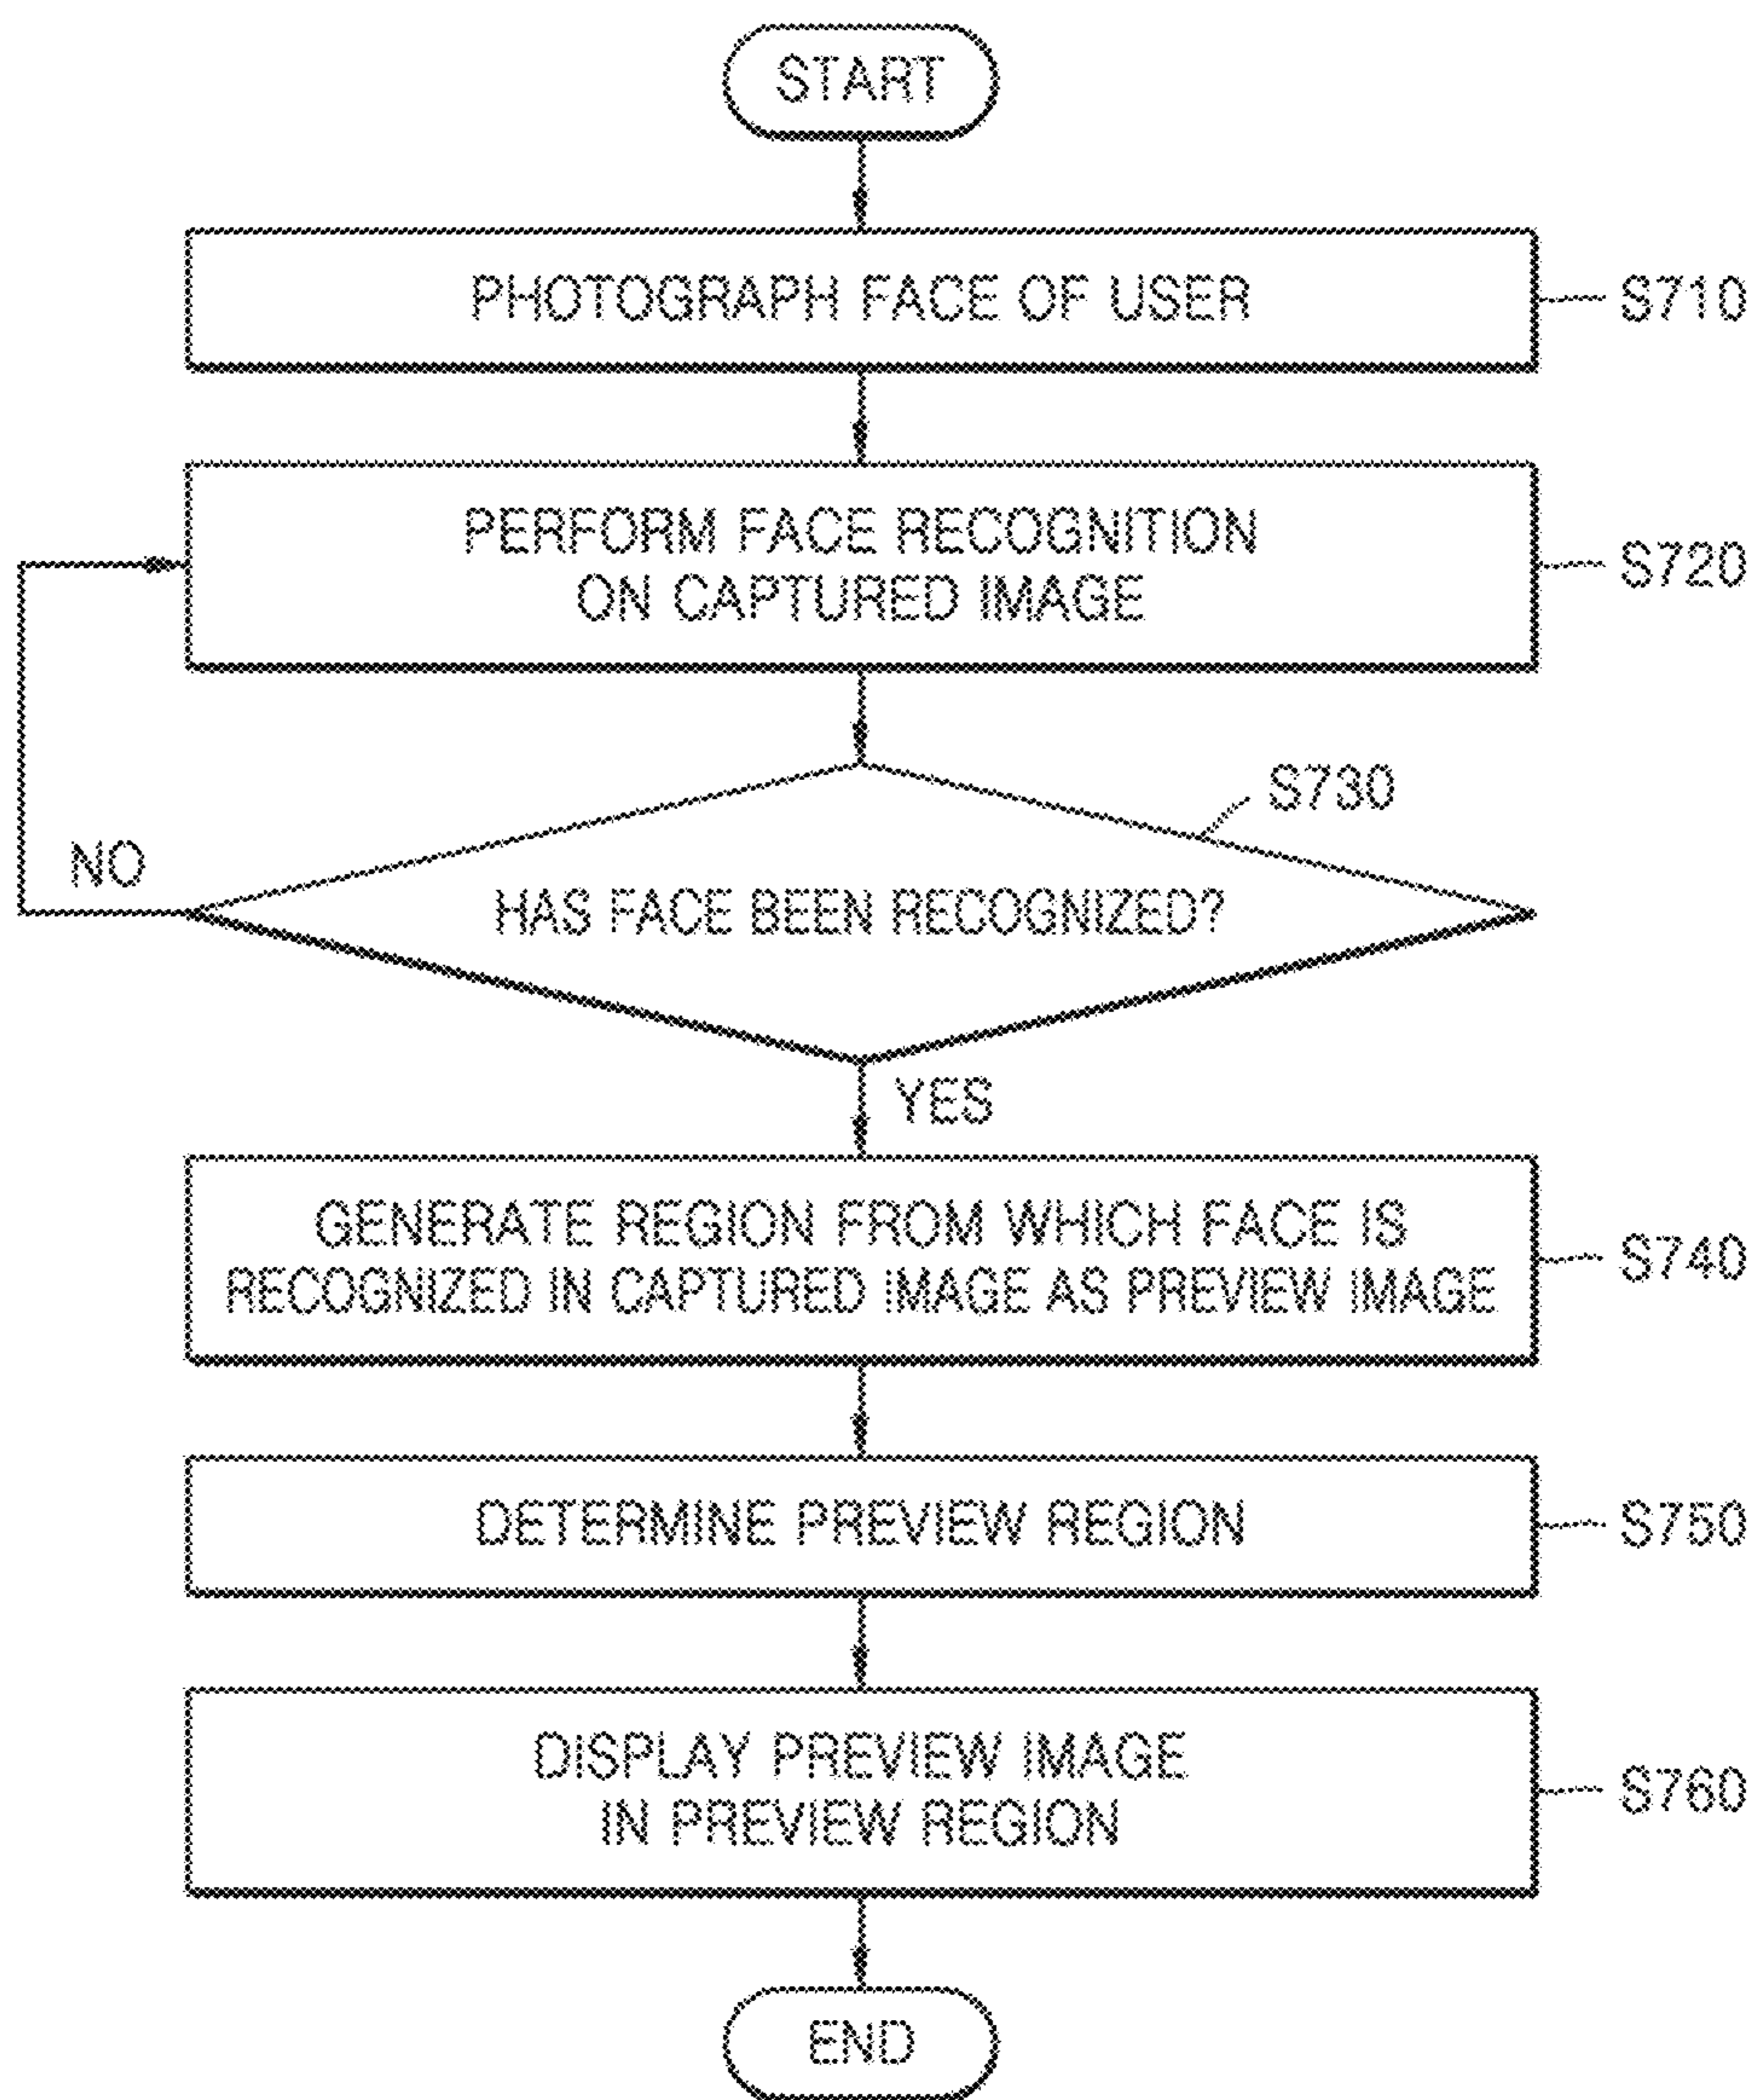 START
PHOTOGRAPH FACE OF USER
S710
PERFORM FACE RECOGNITION
ON CAPTURED IMAGE
S720
S730
NO
HAS FACE BEEN RECOGNIZED?
YES
GENERATE REGION FROM WHICH FACE IS
RECOGNIZED IN CAPTURED IMAGE AS PREVIEW IMAGE
S740
DETERMINE PREVIEW REGION
S750
DISPLAY PREVIEW IMAGE
IN PREVIEW REGION
S760
END